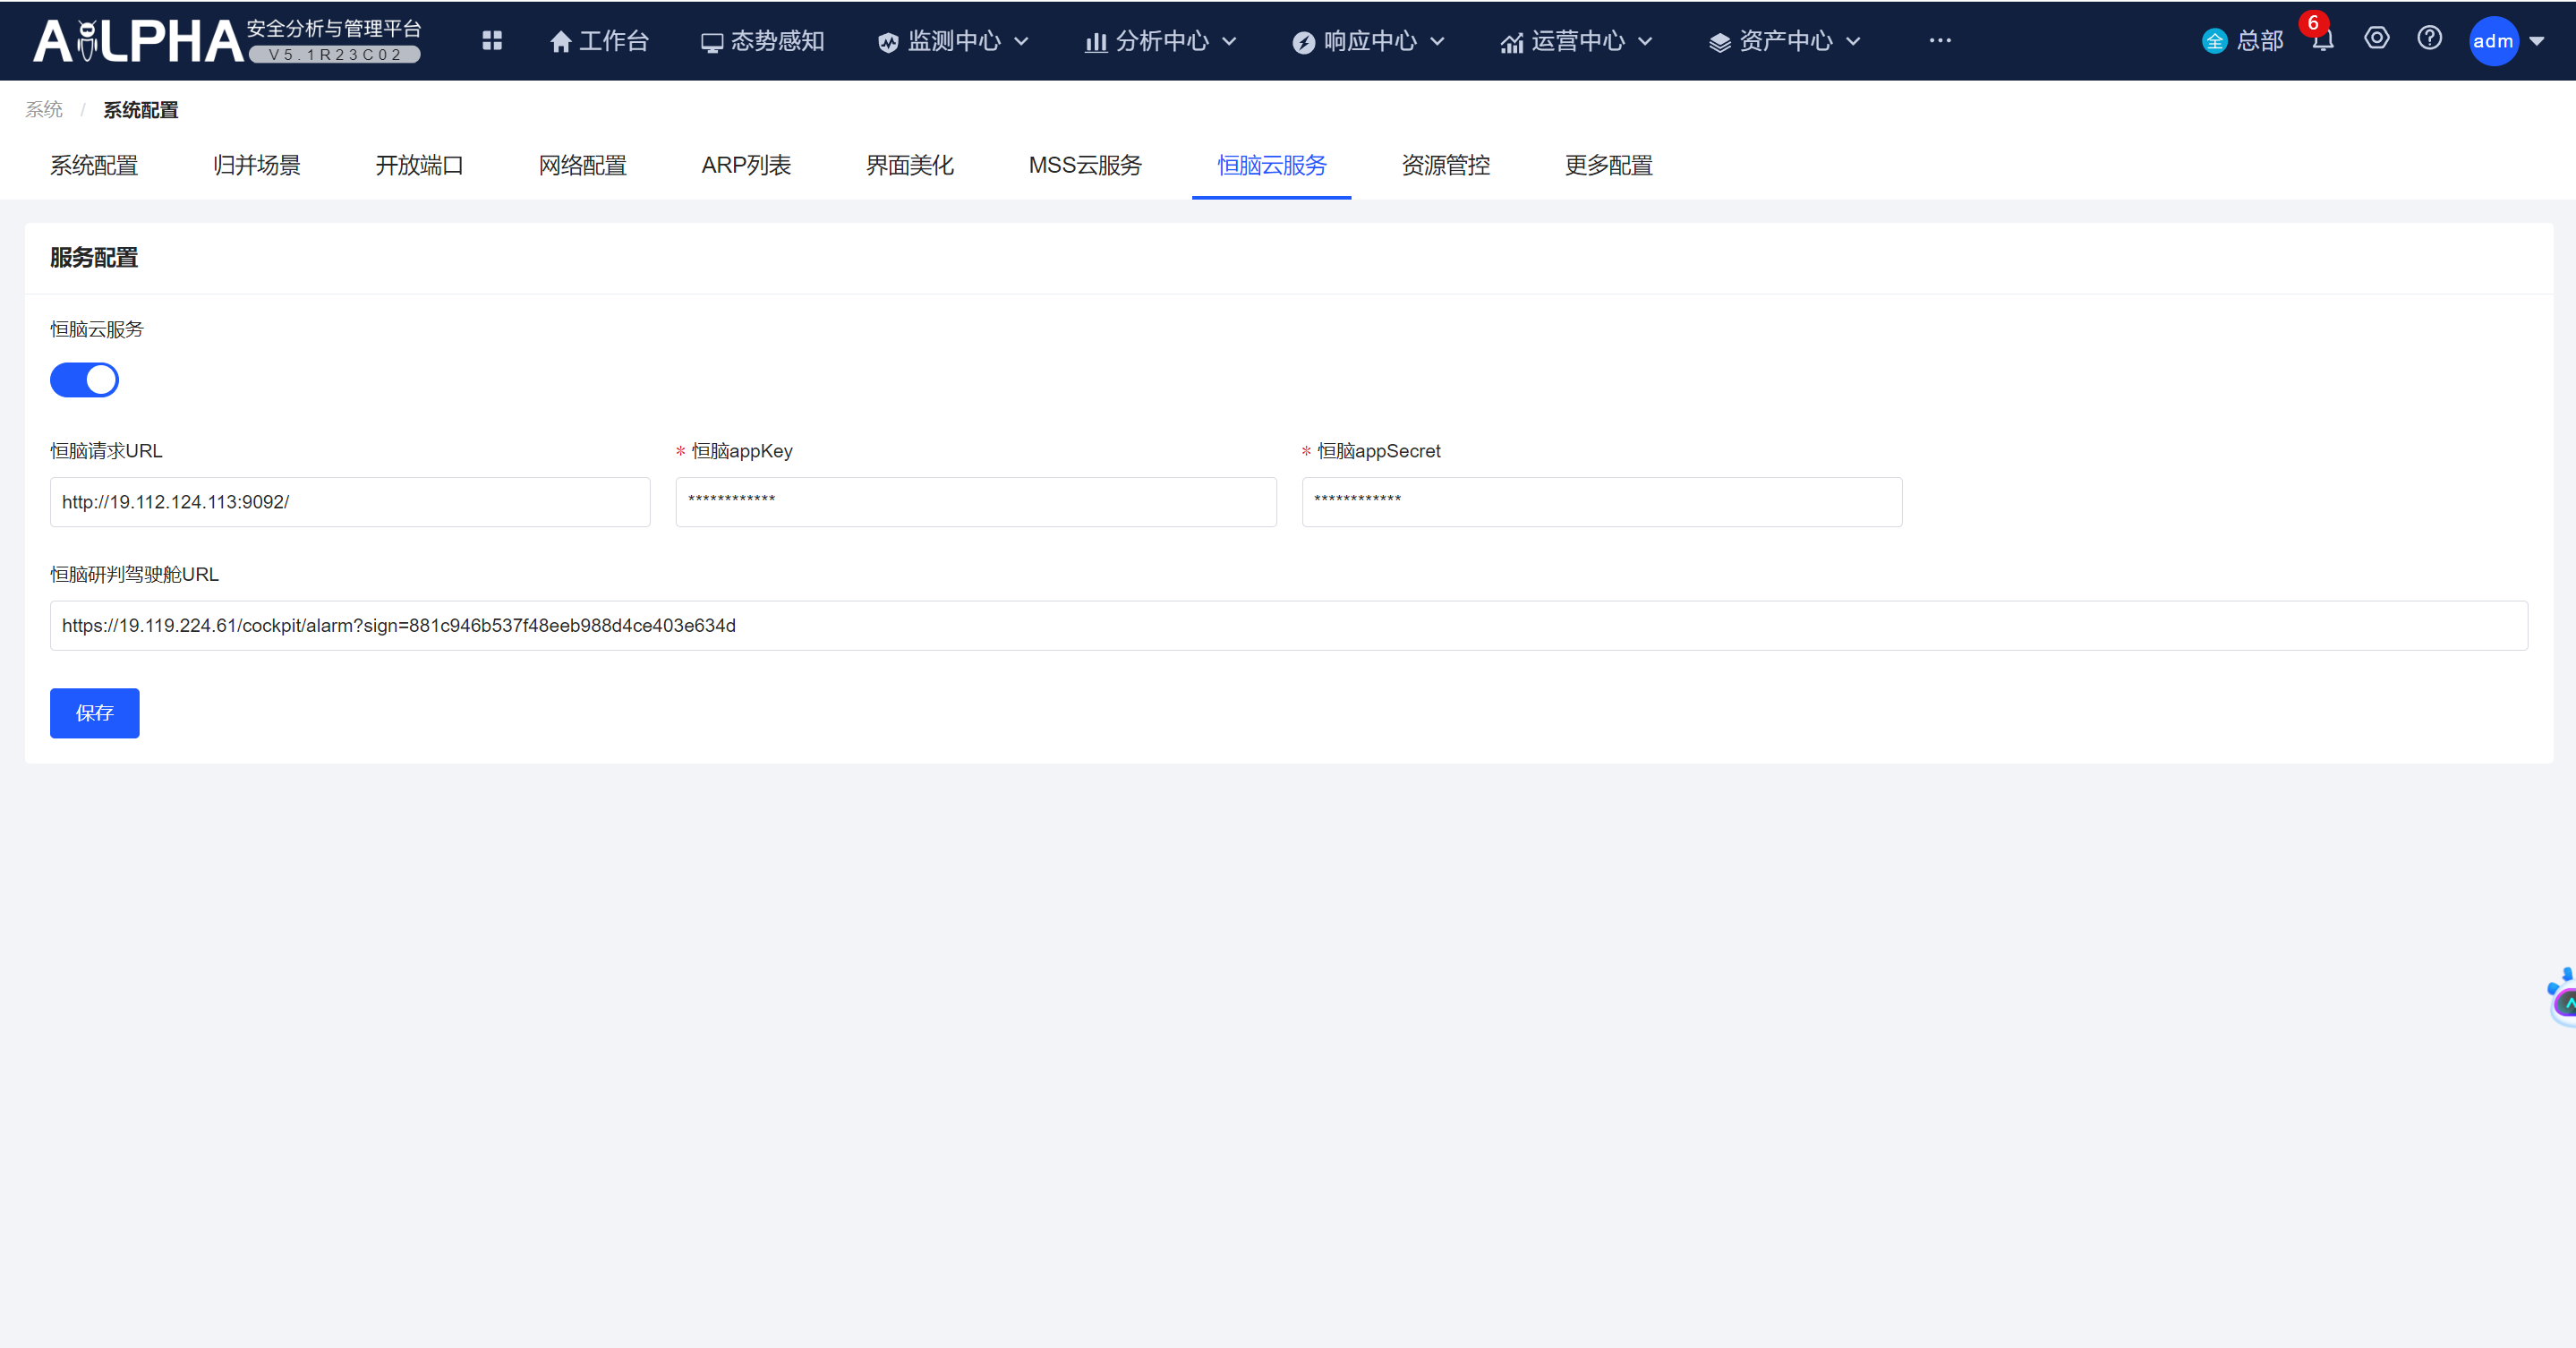 AiLPHA 安全分析与管理平台
V5.1R23C02
工作台 态势感知 监测中心 分析中心 响应中心 运营中心 资产中心 ··· 全 总部 6 adm
系统 / 系统配置
系统配置 归并场景 开放端口 网络配置 ARP列表 界面美化 MSS云服务 恒脑云服务 资源管控 更多配置
服务配置
恒脑云服务
恒脑请求URL * 恒脑appKey * 恒脑appSecret
http://19.112.124.113:9092/ ************ ************
恒脑研判驾驶舱URL
https://19.119.224.61/cockpit/alarm?sign=881c946b537f48eeb988d4ce403e634d
保存